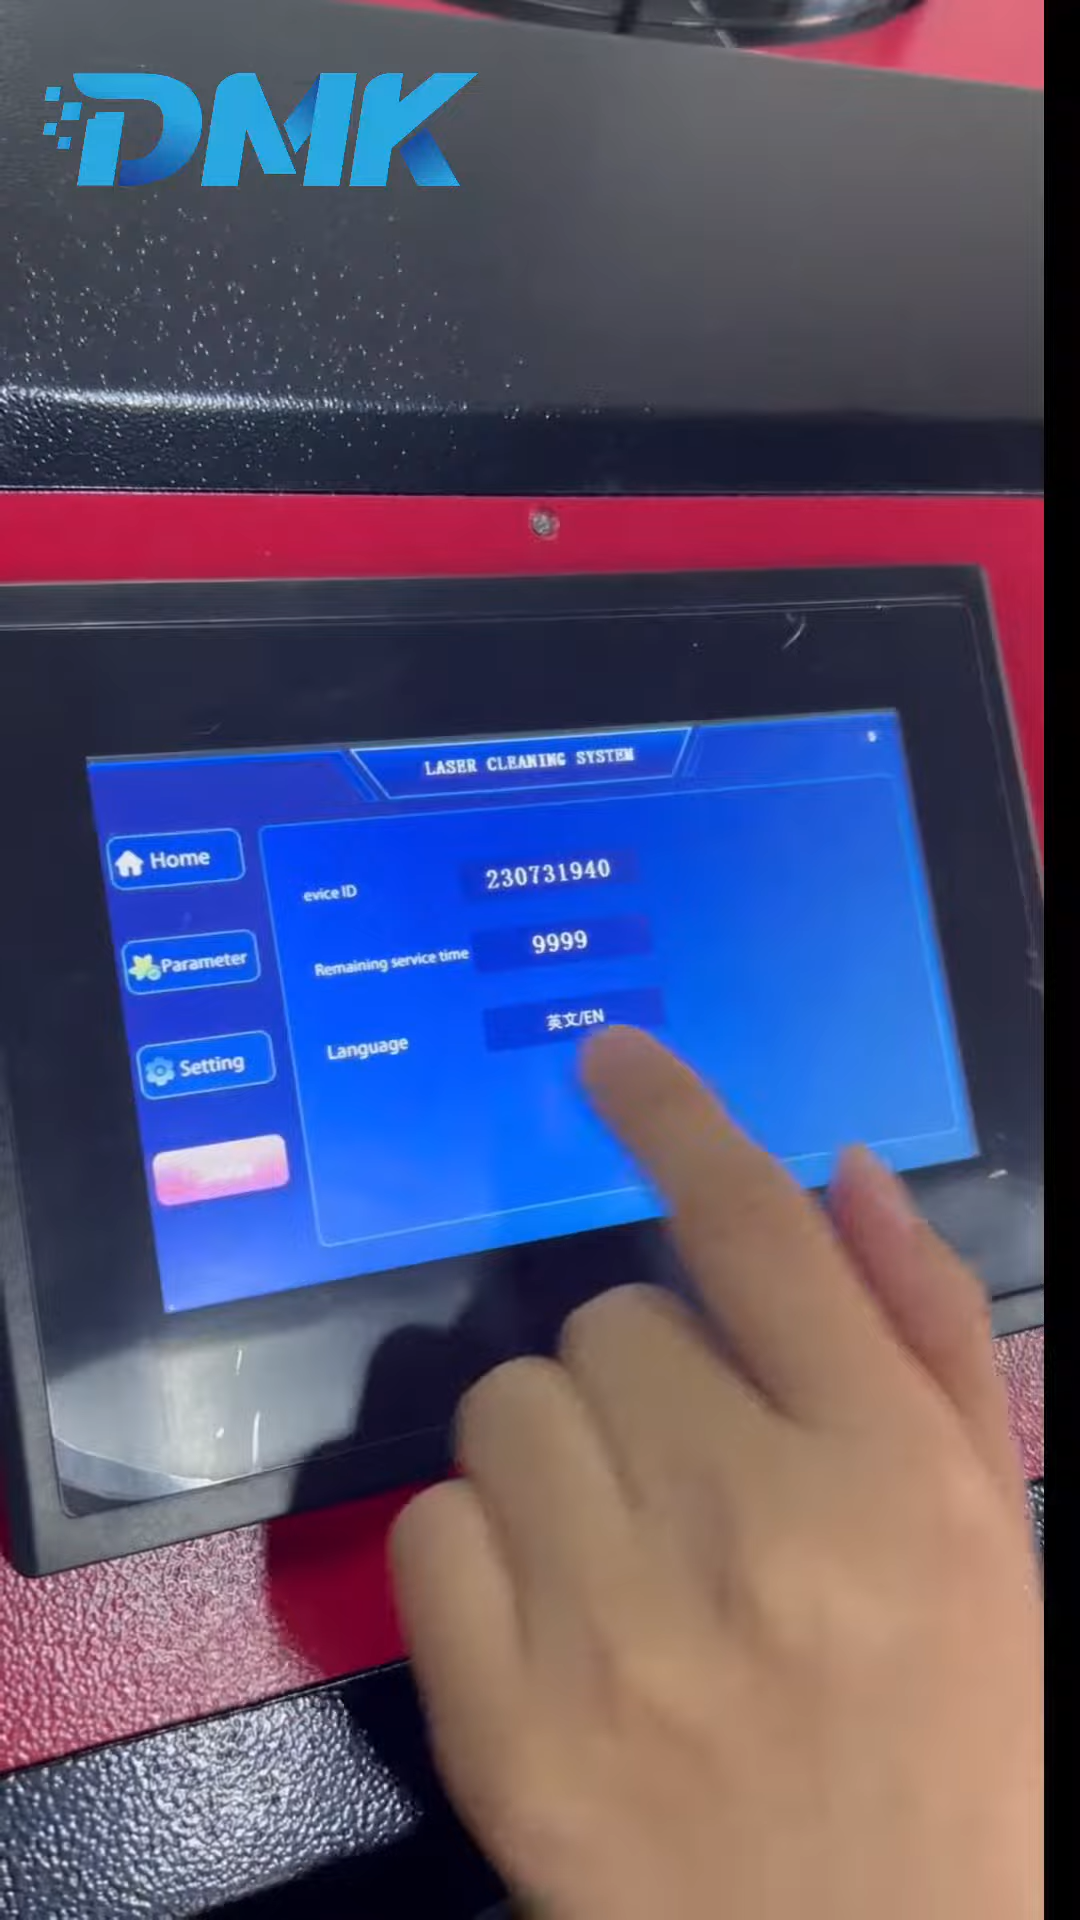 DMK
LASER CLEANING SYSTEM
Home
evice ID
230731940
Parameter
Remaining service time
9999
Setting
Language
英文/EN